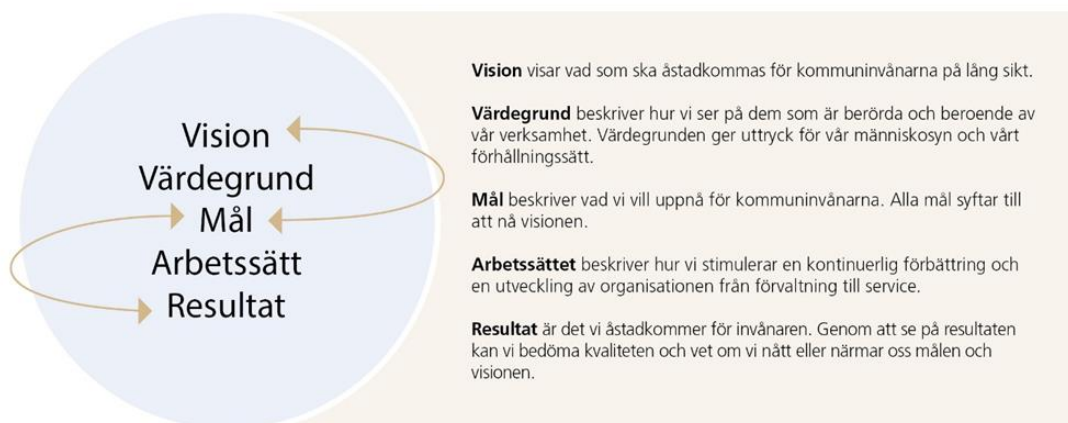 Vision
Värdegrund
Mål
Arbetssätt
Resultat
Vision visar vad som ska åstadkommas för kommuninvånarna på lång sikt.
Värdegrund beskriver hur vi ser på dem som är berörda och beroende av
vår verksamhet. Värdegrunden ger uttryck för vår människosyn och vårt
förhållningssätt.
Mål beskriver vad vi vill uppnå för kommuninvånarna. Alla mål syftar till
att nå visionen.
Arbetssättet beskriver hur vi stimulerar en kontinuerlig förbättring och
en utveckling av organisationen från förvaltning till service.
Resultat är det vi åstadkommer för invånaren. Genom att se på resultaten
kan vi bedöma kvaliteten och vet om vi nått eller närmar oss målen och
visionen.